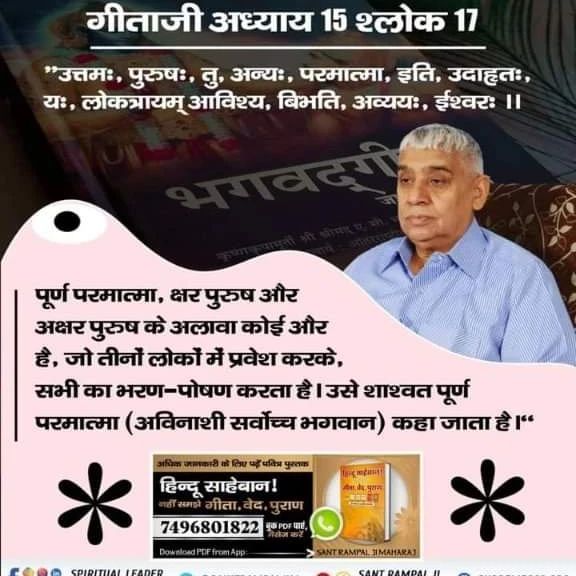 गीताजी अध्याय 15 श्लोक 17
"उत्तमः, पुरुषः, तु, अन्यः, परमात्मा, इति, उदाहृतः,
यः, लोकत्रायम् आविश्य, बिभति, अव्ययः, ईश्वरः ।।
भगवद्गी
पूर्ण परमात्मा, क्षर पुरुष और
अक्षर पुरुष के अलावा कोई और
है, जो तीनों लोकों में प्रवेश करके,
सभी का भरण-पोषण करता है। उसे शाश्वत पूर्ण
परमात्मा (अविनाशी सर्वोच्च भगवान) कहा जाता है।"
अधिक जानकारी के लिए पढ़ें पवित्र पुस्तक
हिन्दू साहेबान!
नहीं समझे गीता, वेद, पुराण
7496801822 बुक PDF पाएं,
मैसेज करें
Download PDF from App:
हिन्दू साहेबान!
SANT RAMPAL JI MAHARAJ
SPIRITUAL LEADER
SANT RAMPAL JI